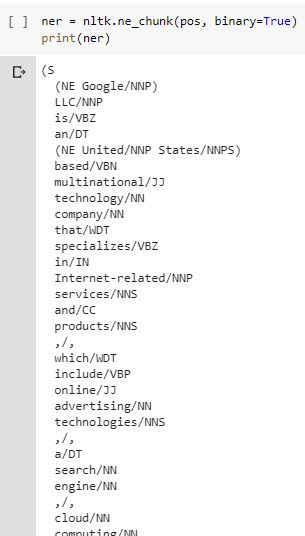 [ ] ner = nltk.ne_chunk(pos, binary=True)
print(ner)
(S
(NE Google/NNP)
LLC/NNP
is/VBZ
an/DT
(NE United/NNP States/NNPS)
based/VBN
multinational/JJ
technology/NN
company/NN
that/WDT
specializes/VBZ
in/IN
Internet-related/NNP
services/NNS
and/CC
products/NNS
,/,
which/WDT
include/VBP
online/JJ
advertising/NN
technologies/NNS
,/,
a/DT
search/NN
engine/NN
,/,
cloud/NN
computing/NN